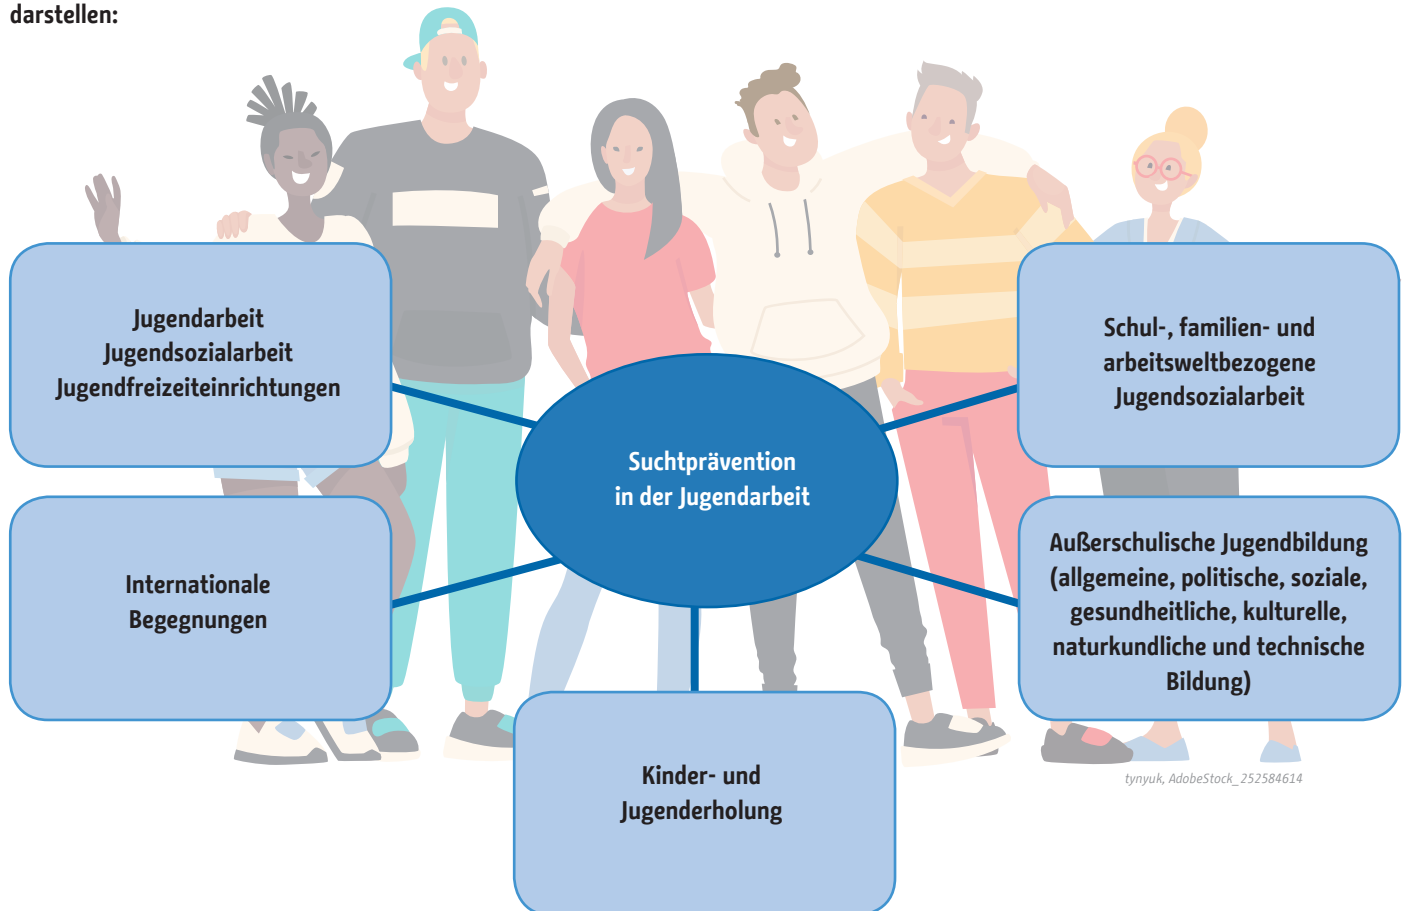 darstellen:
Jugendarbeit
Jugendsozialarbeit
Jugendfreizeiteinrichtungen
Schul-, familien- und
arbeitsweltbezogene
Jugendsozialarbeit
Suchtprävention
in der Jugendarbeit
Internationale
Begegnungen
Außerschulische Jugendbildung
(allgemeine, politische, soziale,
gesundheitliche, kulturelle,
naturkundliche und technische
Bildung)
Kinder- und
Jugenderholung
tynyuk, AdobeStock_252584614